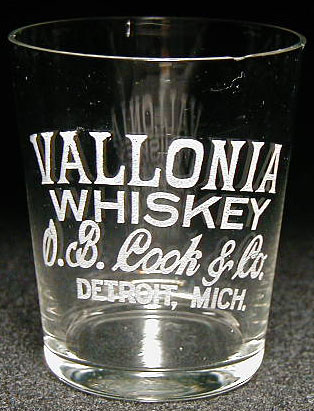 VALLONIA
WHISKEY
O. B. Cook & Co.
DETROIT, MICH.